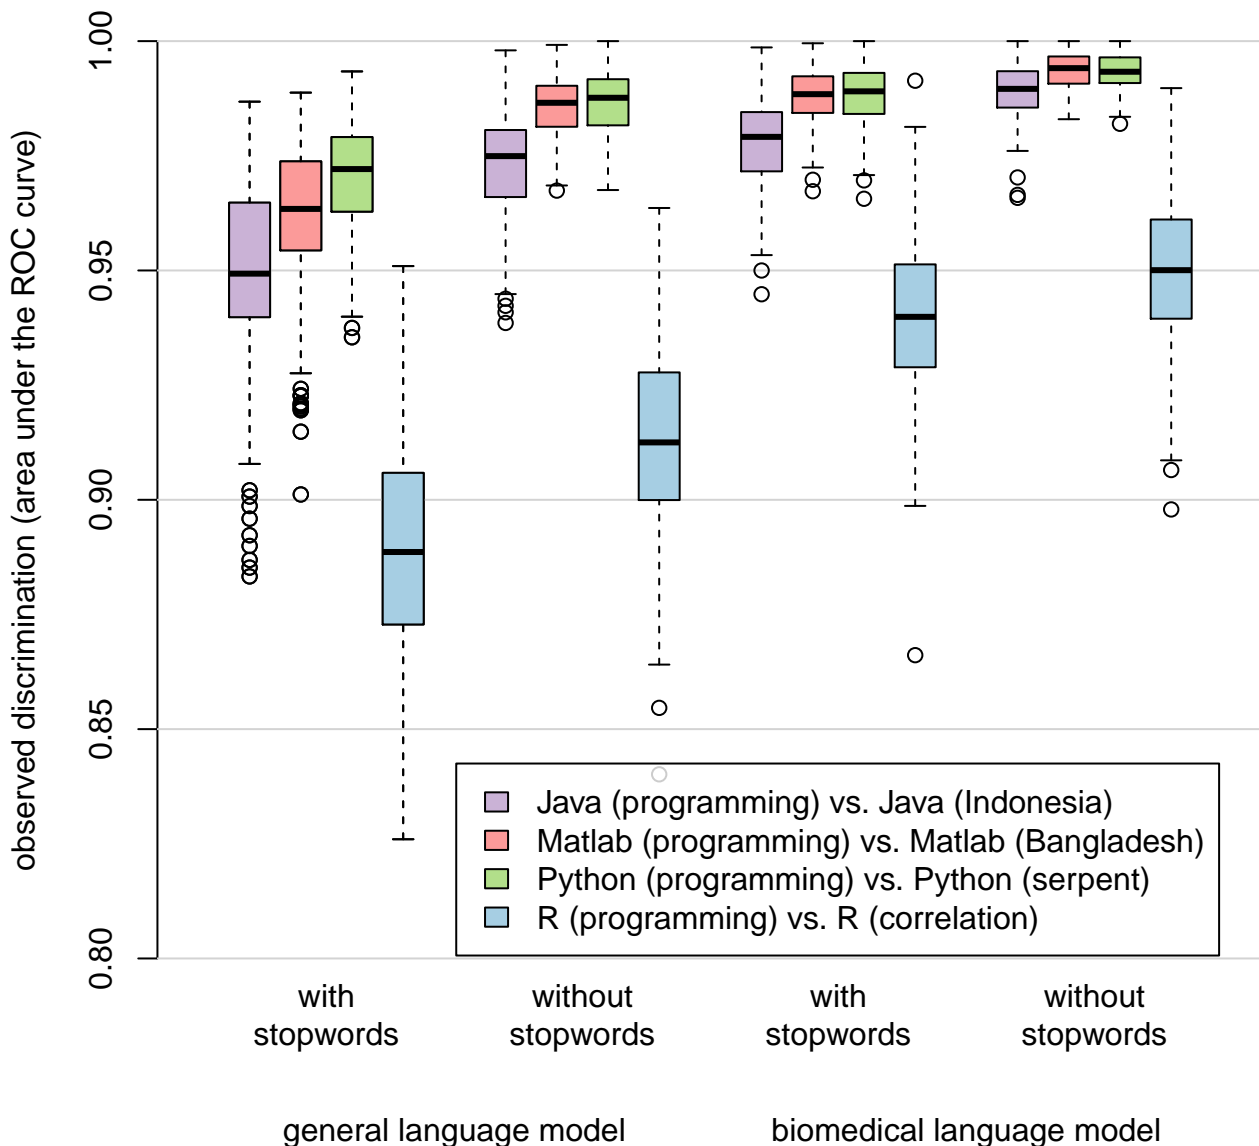 observed discrimination (area under the ROC curve)
1.00
0.95
0.90
0.85
0.80
Java (programming) vs. Java (Indonesia)
Matlab (programming) vs. Matlab (Bangladesh)
Python (programming) vs. Python (serpent)
R (programming) vs. R (correlation)
with
stopwords
without
stopwords
with
stopwords
without
stopwords
general language model
biomedical language model